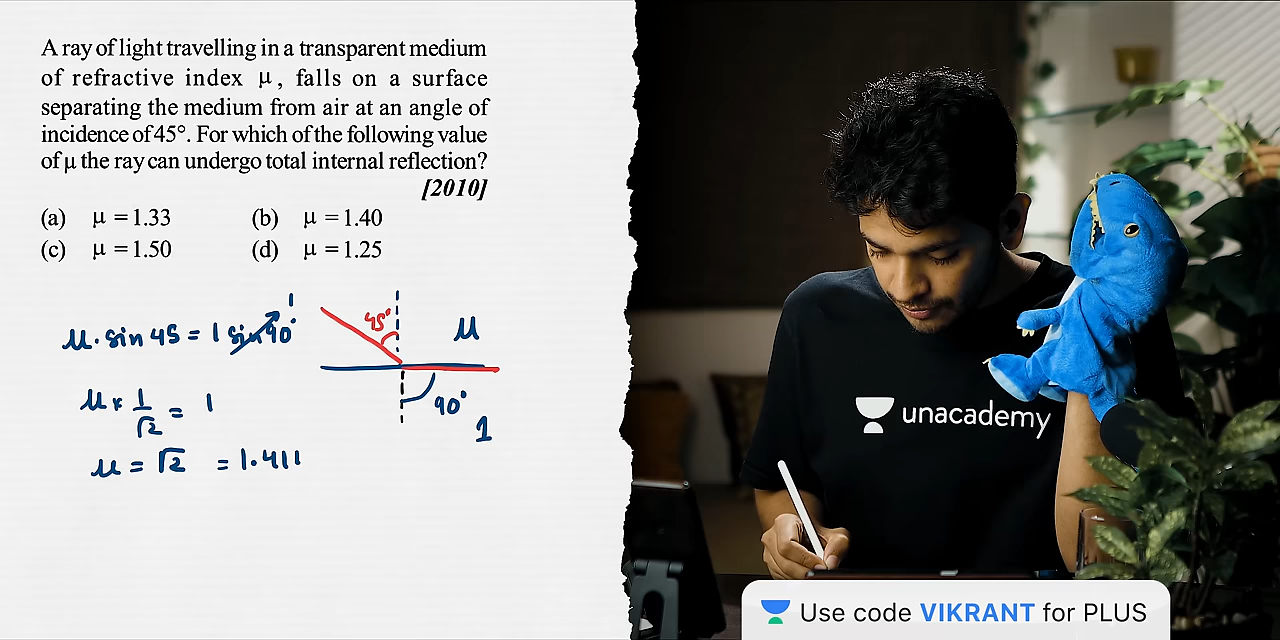 A ray of light travelling in a transparent medium
of refractive index μ, falls on a surface
separating the medium from air at an angle of
incidence of 45°. For which of the following value
of μ the ray can undergo total internal reflection?
[2010]
(a) μ = 1.33 (b) μ = 1.40
(c) μ = 1.50 (d) μ = 1.25
μ . sin 45 = 1 sin 90° 1
μ × 1/√2 = 1
μ = √2 = 1.411
45°
μ
90°
1
unacademy
Use code VIKRANT for PLUS